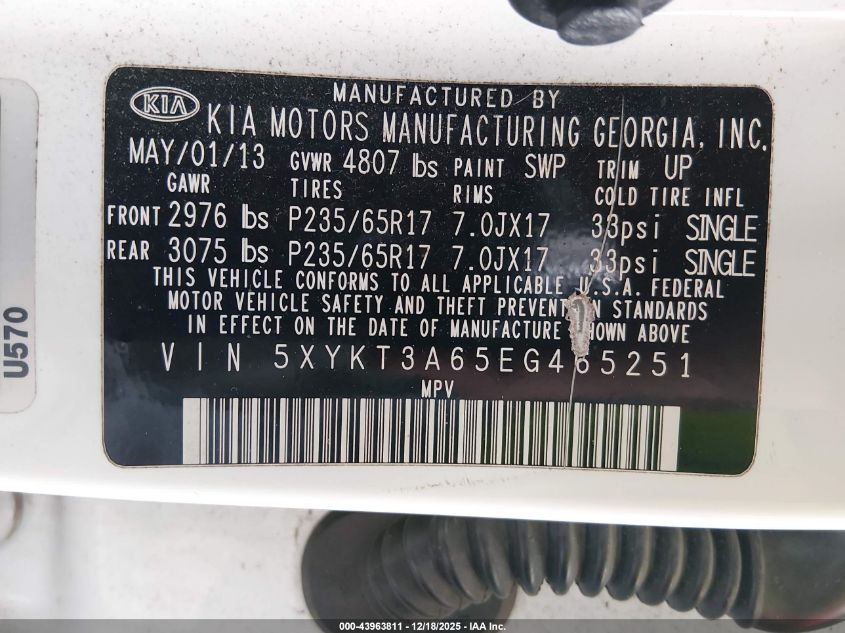 MANUFACTURED BY
KIA KIA MOTORS MANUFACTURING GEORGIA, INC.
MAY/01/13 GVWR 4807 lbs PAINT SWP TRIM UP
GAWR TIRES RIMS COLD TIRE INFL
FRONT 2976 lbs P235/65R17 7.0JX17 33psi SINGLE
REAR 3075 lbs P235/65R17 7.0JX17 33psi SINGLE
THIS VEHICLE CONFORMS TO ALL APPLICABLE U.S.A. FEDERAL
MOTOR VEHICLE SAFETY AND THEFT PREVENTION STANDARDS
IN EFFECT ON THE DATE OF MANUFACTURE SHOWN ABOVE
VIN 5XYKT3A65EG465251
MPV
U570
000-43963811 - 12/18/2025 - IAA, Inc.